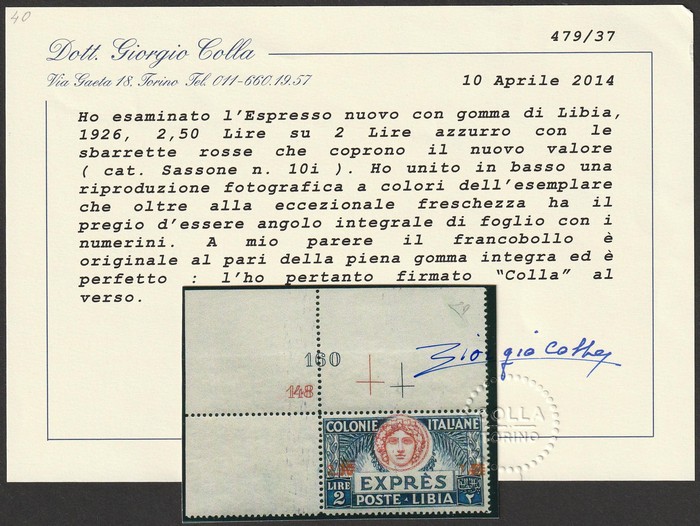 40
479/37
Dott. Giorgio Colla
Via Gaeta 18. Torino Tel. 011-660.19.57
10 Aprile 2014
Ho esaminato l'Espresso nuovo con gomma di Libia,
1926, 2,50 Lire su 2 Lire azzurro con le
sbarrette rosse che coprono il nuovo valore
( cat. Sassone n. 10i ). Ho unito in basso una
riproduzione fotografica a colori dell'esemplare
che oltre alla eccezionale freschezza ha il
pregio d'essere angolo integrale di foglio con i
numerini. A mio parere il francobollo è
originale al pari della piena gomma integra ed è
perfetto : l'ho pertanto firmato "Colla" al
verso.
Giorgio Colla
160
148
COLLA
TORINO
COLONIE ITALIANE
EXPRÈS
LIRE
2
POSTE - LIBIA
٢